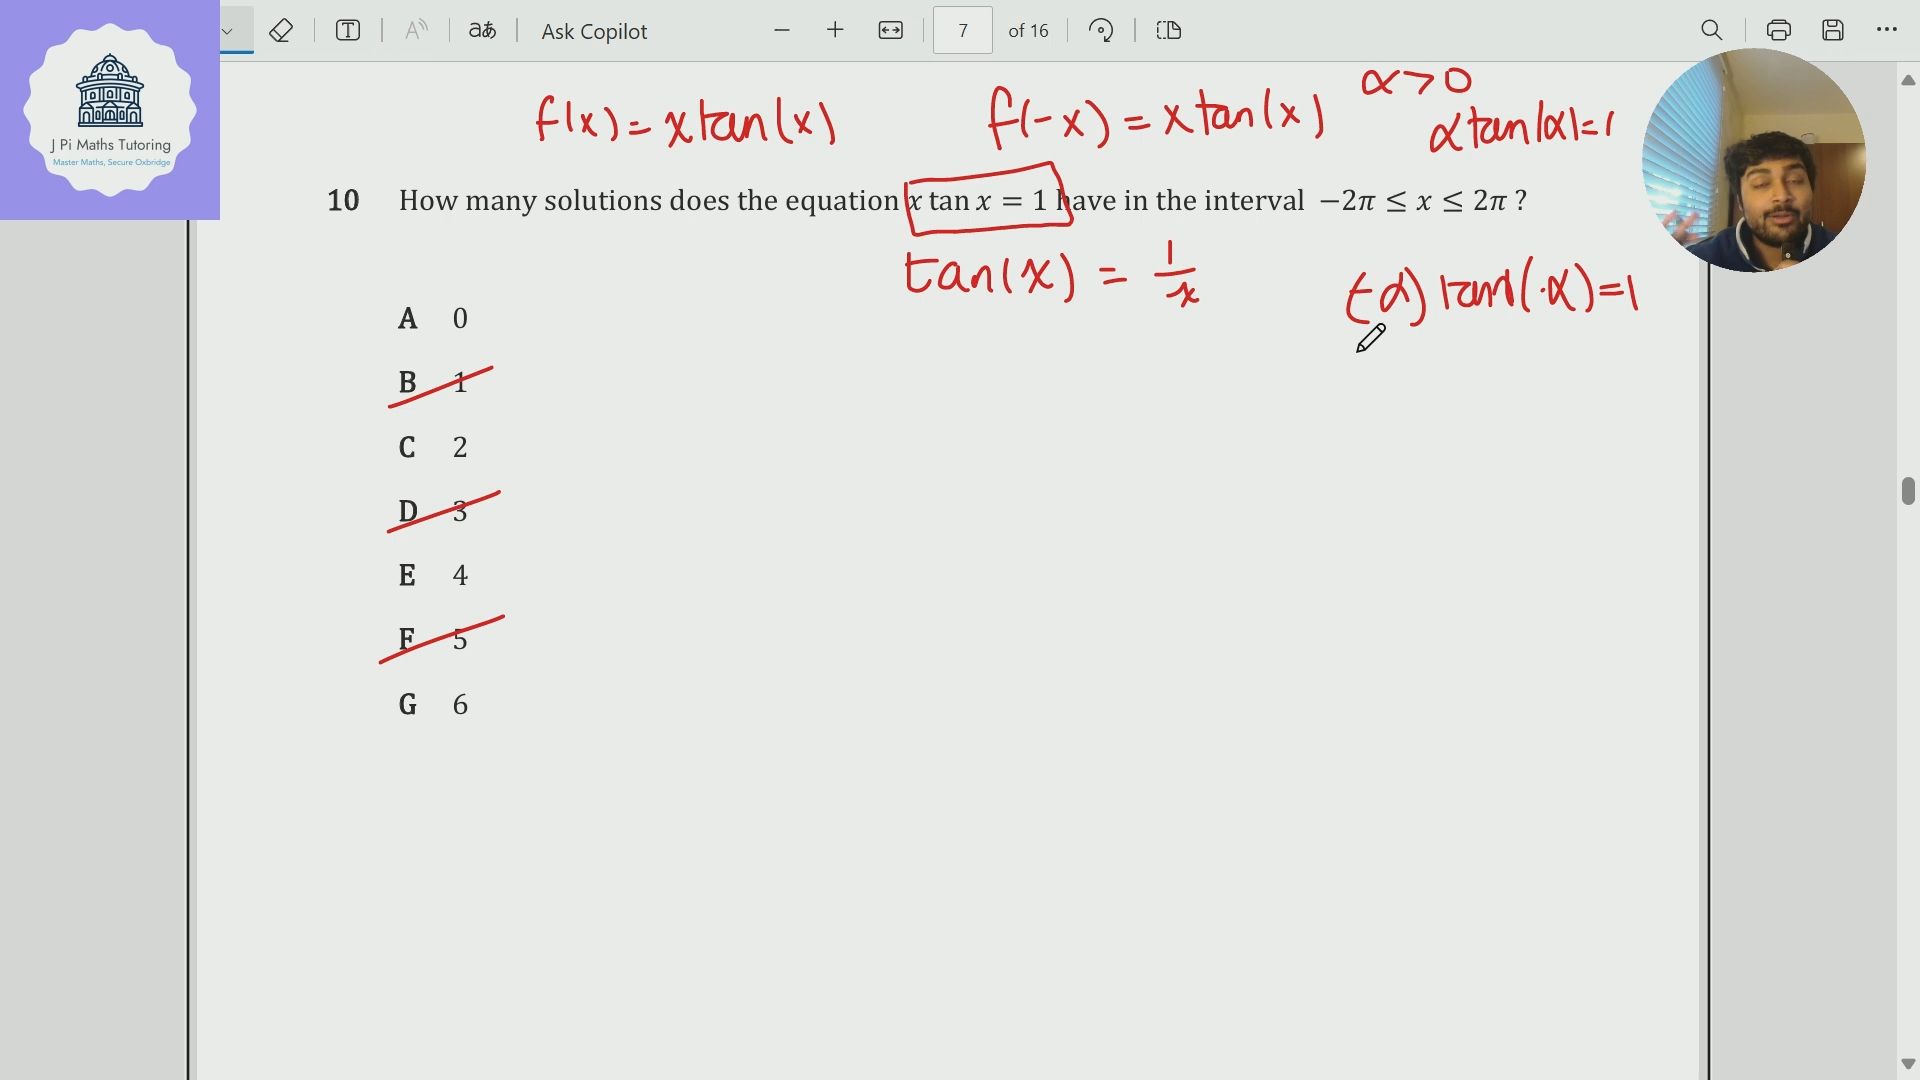 Ask Copilot 7 of 16
J Pi Maths Tutoring
Master Maths, Secure Oxbridge
f(x) = x tan(x) f(-x) = x tan(x) α>0
α tan(α)=1
10 How many solutions does the equation x tan x = 1 have in the interval −2π ≤ x ≤ 2π ?
tan(x) = 1/x (-α) tan(-α)=1
A 0
B 1
C 2
D 3
E 4
F 5
G 6